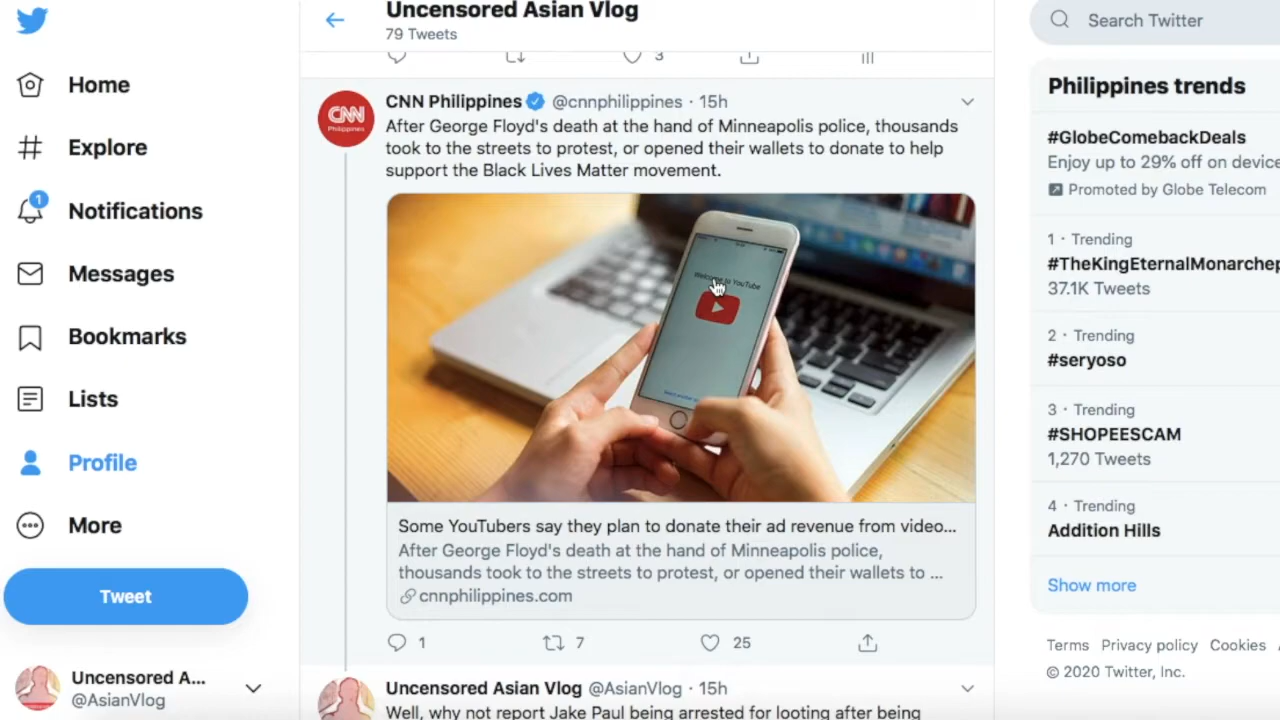 Home
Explore
1
Notifications
Messages
Bookmarks
Lists
Profile
More
Tweet
Uncensored A...
@AsianVlog
Uncensored Asian Vlog
79 Tweets
3
CNN
Philippines
CNN Philippines @cnnphilippines · 15h
After George Floyd's death at the hand of Minneapolis police, thousands
took to the streets to protest, or opened their wallets to donate to help
support the Black Lives Matter movement.
Welcome to YouTube
Some YouTubers say they plan to donate their ad revenue from video...
After George Floyd's death at the hand of Minneapolis police,
thousands took to the streets to protest, or opened their wallets to ...
cnnphilippines.com
1 7 25
Uncensored Asian Vlog @AsianVlog · 15h
Well, why not report Jake Paul being arrested for looting after being
Search Twitter
Philippines trends
#GlobeComebackDeals
Enjoy up to 29% off on device
Promoted by Globe Telecom
1 · Trending
#TheKingEternalMonarchep
37.1K Tweets
2 · Trending
#seryoso
3 · Trending
#SHOPEESCAM
1,270 Tweets
4 · Trending
Addition Hills
Show more
Terms Privacy policy Cookies
© 2020 Twitter, Inc.